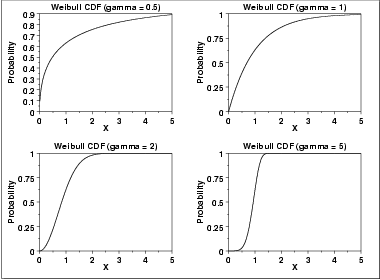 Weibull CDF (gamma = 0.5)
Probability
0.9
0.8
0.7
0.6
0.5
0.4
0.3
0.2
0.1
0
0 1 2 3 4 5
X
Weibull CDF (gamma = 1)
Probability
1
0.75
0.50
0.25
0
0 1 2 3 4 5
X
Weibull CDF (gamma = 2)
Probability
1
0.75
0.5
0.25
0
0 1 2 3 4 5
X
Weibull CDF (gamma = 5)
Probability
1
0.75
0.5
0.25
0
0 1 2 3 4 5
X